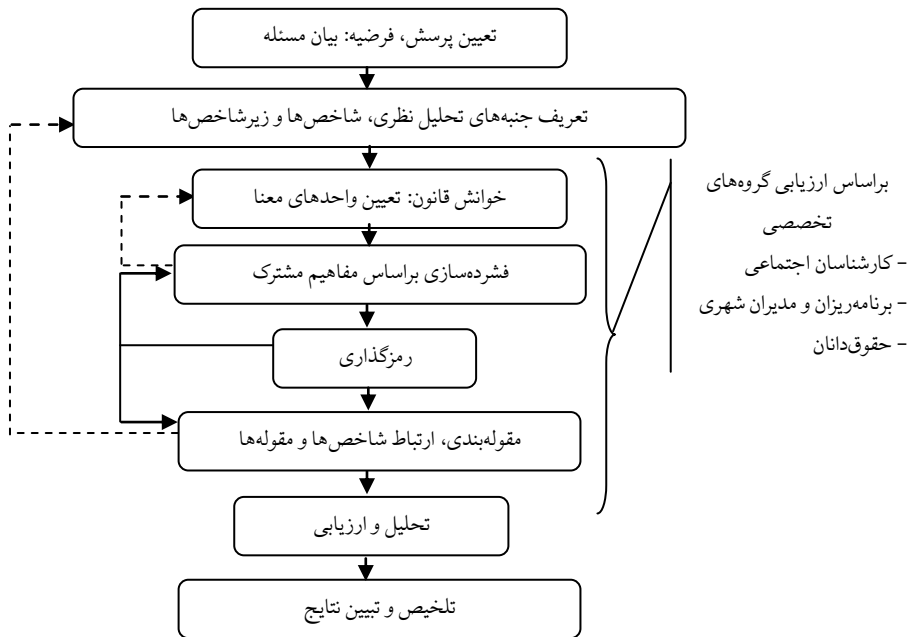 تعیین پرسش، فرضیه: بیان مسئله
تعریف جنبه‌های تحلیل نظری، شاخص‌ها و زیرشاخص‌ها
خوانش قانون: تعیین واحدهای معنا
فشرده‌سازی براساس مفاهیم مشترک
رمزگذاری
مقوله‌بندی، ارتباط شاخص‌ها و مقوله‌ها
تحلیل و ارزیابی
تلخیص و تبیین نتایج
براساس ارزیابی گروه‌های
تخصصی
- کارشناسان اجتماعی
- برنامه‌ریزان و مدیران شهری
- حقوق‌دانان